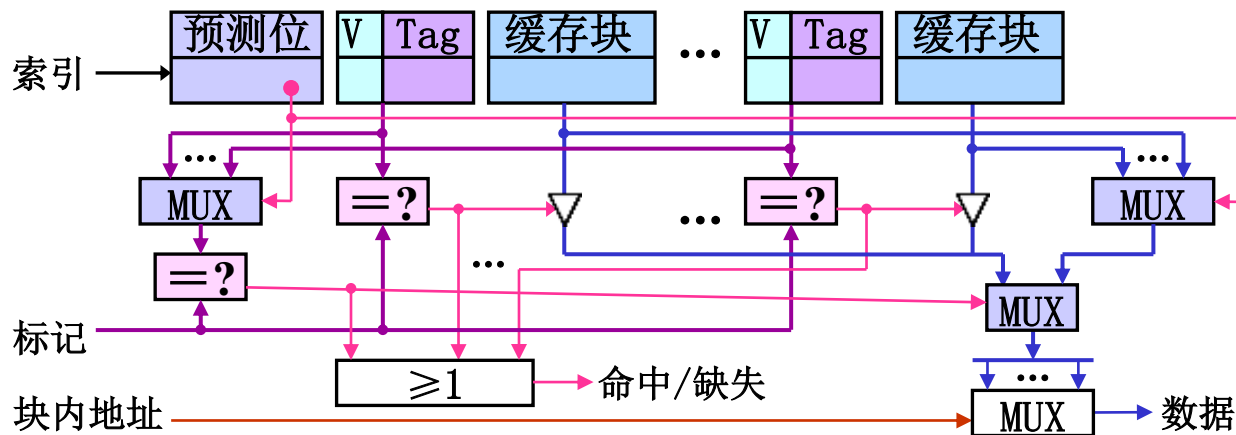 预测位 V Tag 缓存块 … V Tag 缓存块
索引
… …
MUX =? … =? MUX
=? …
标记 MUX
≥1 命中/缺失 …
块内地址 MUX 数据